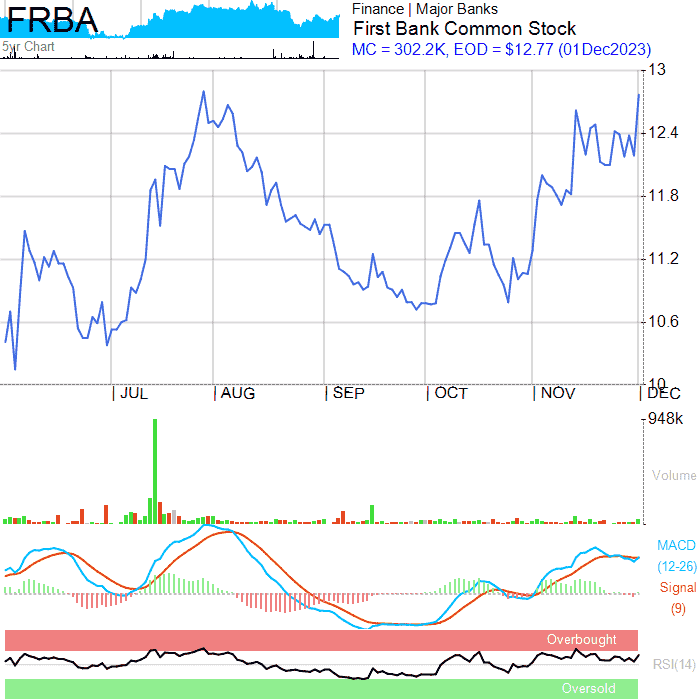 FRBA
5yr Chart
Finance | Major Banks
First Bank Common Stock
MC = 302.2K, EOD = $12.77 (01Dec2023)
13
12.4
11.8
11.2
10.6
10
JUL
AUG
SEP
OCT
NOV
DEC
948k
Volume
MACD
(12-26)
Signal
(9)
Overbought
RSI(14)
Oversold